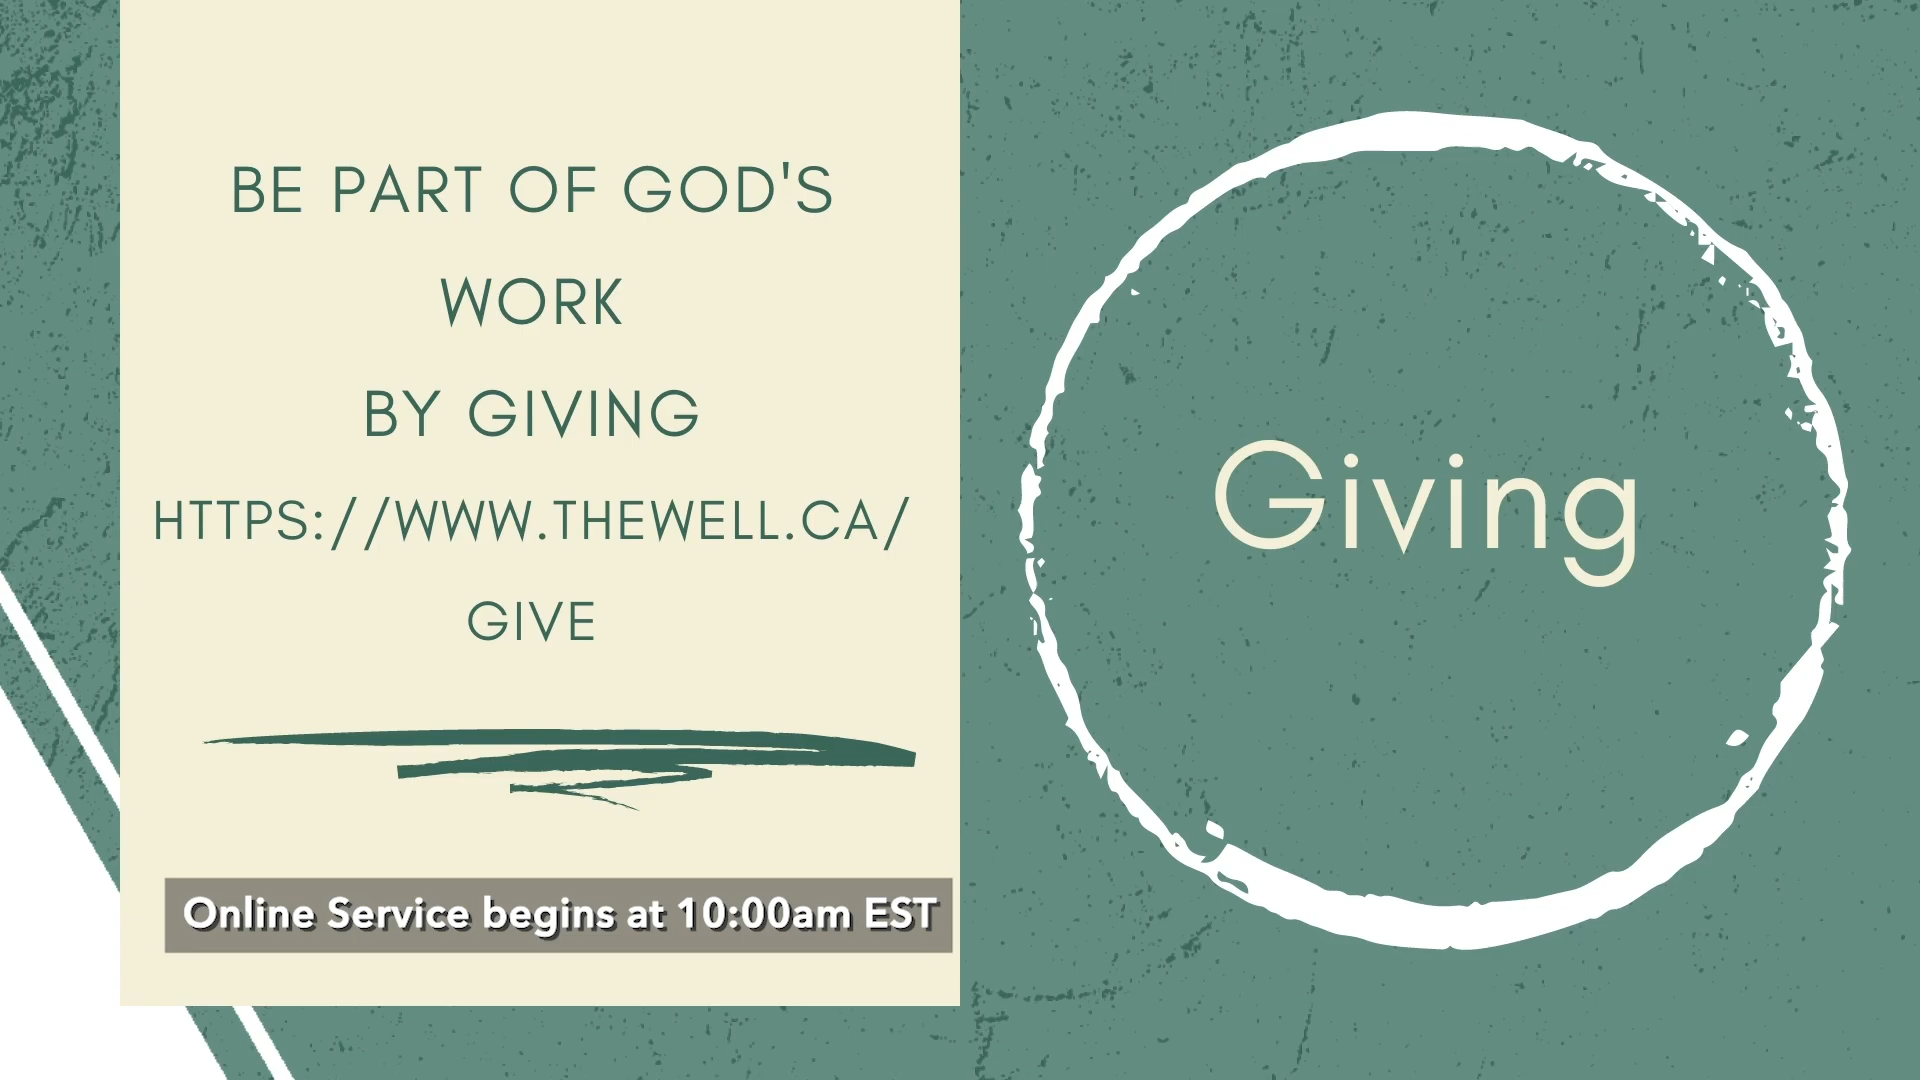 BE PART OF GOD'S
WORK
BY GIVING
HTTPS://WWW.THEWELL.CA/
GIVE
Online Service begins at 10:00am EST
Giving